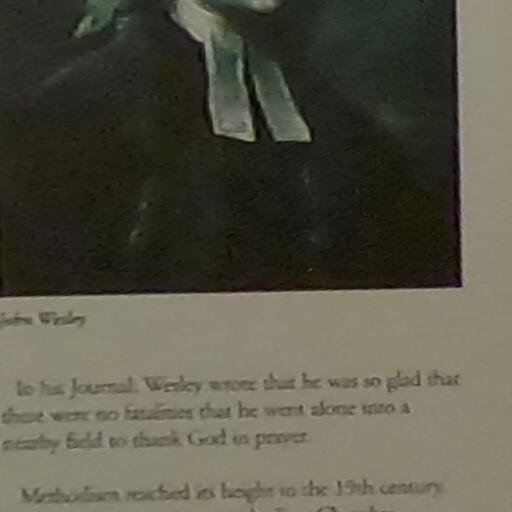 John Wesley
In his Journal, Wesley wrote that he was so glad that
there were no fatalities that he went alone into a
nearby field to thank God in prayer.
Methodism reached its height in the 19th century.